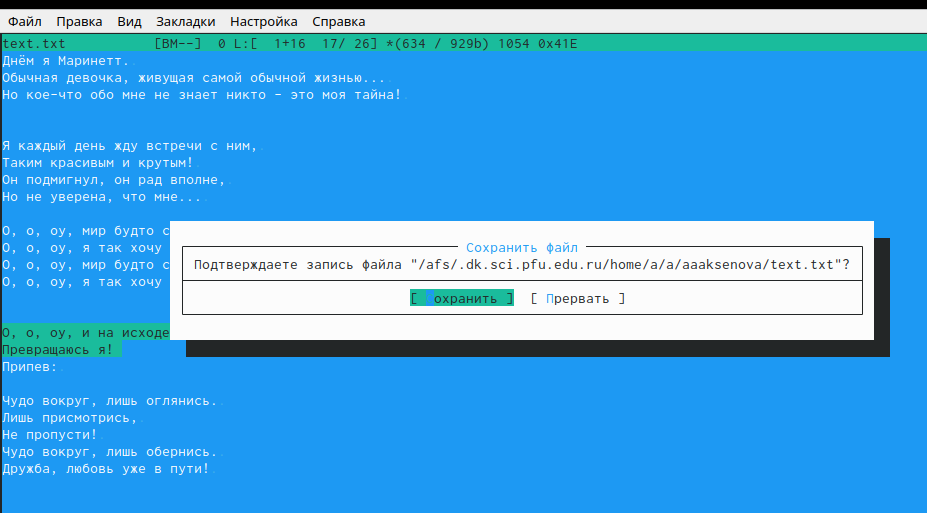 Файл Правка Вид Закладки Настройка Справка
text.txt [BM--] 0 L:[ 1+16 17/ 26] *(634 / 929b) 1054 0x41E
Днём я Маринетт.
Обычная девочка, живущая самой обычной жизнью...
Но кое-что обо мне не знает никто - это моя тайна!
Я каждый день жду встречи с ним,
Таким красивым и крутым!
Он подмигнул, он рад вполне,
Но не уверена, что мне...
О, о, оу, мир будто с
О, о, оу, я так хочу
О, о, оу, мир будто с
О, о, оу, я так хочу
Сохранить файл
Подтверждаете запись файла "/afs/.dk.sci.pfu.edu.ru/home/a/a/aaaksenova/text.txt"?
[ Сохранить ] [ Прервать ]
О, о, оу, и на исходе
Превращаюсь я!
Припев:
Чудо вокруг, лишь оглянись.
Лишь присмотрись,
Не пропусти!
Чудо вокруг, лишь обернись.
Дружба, любовь уже в пути!